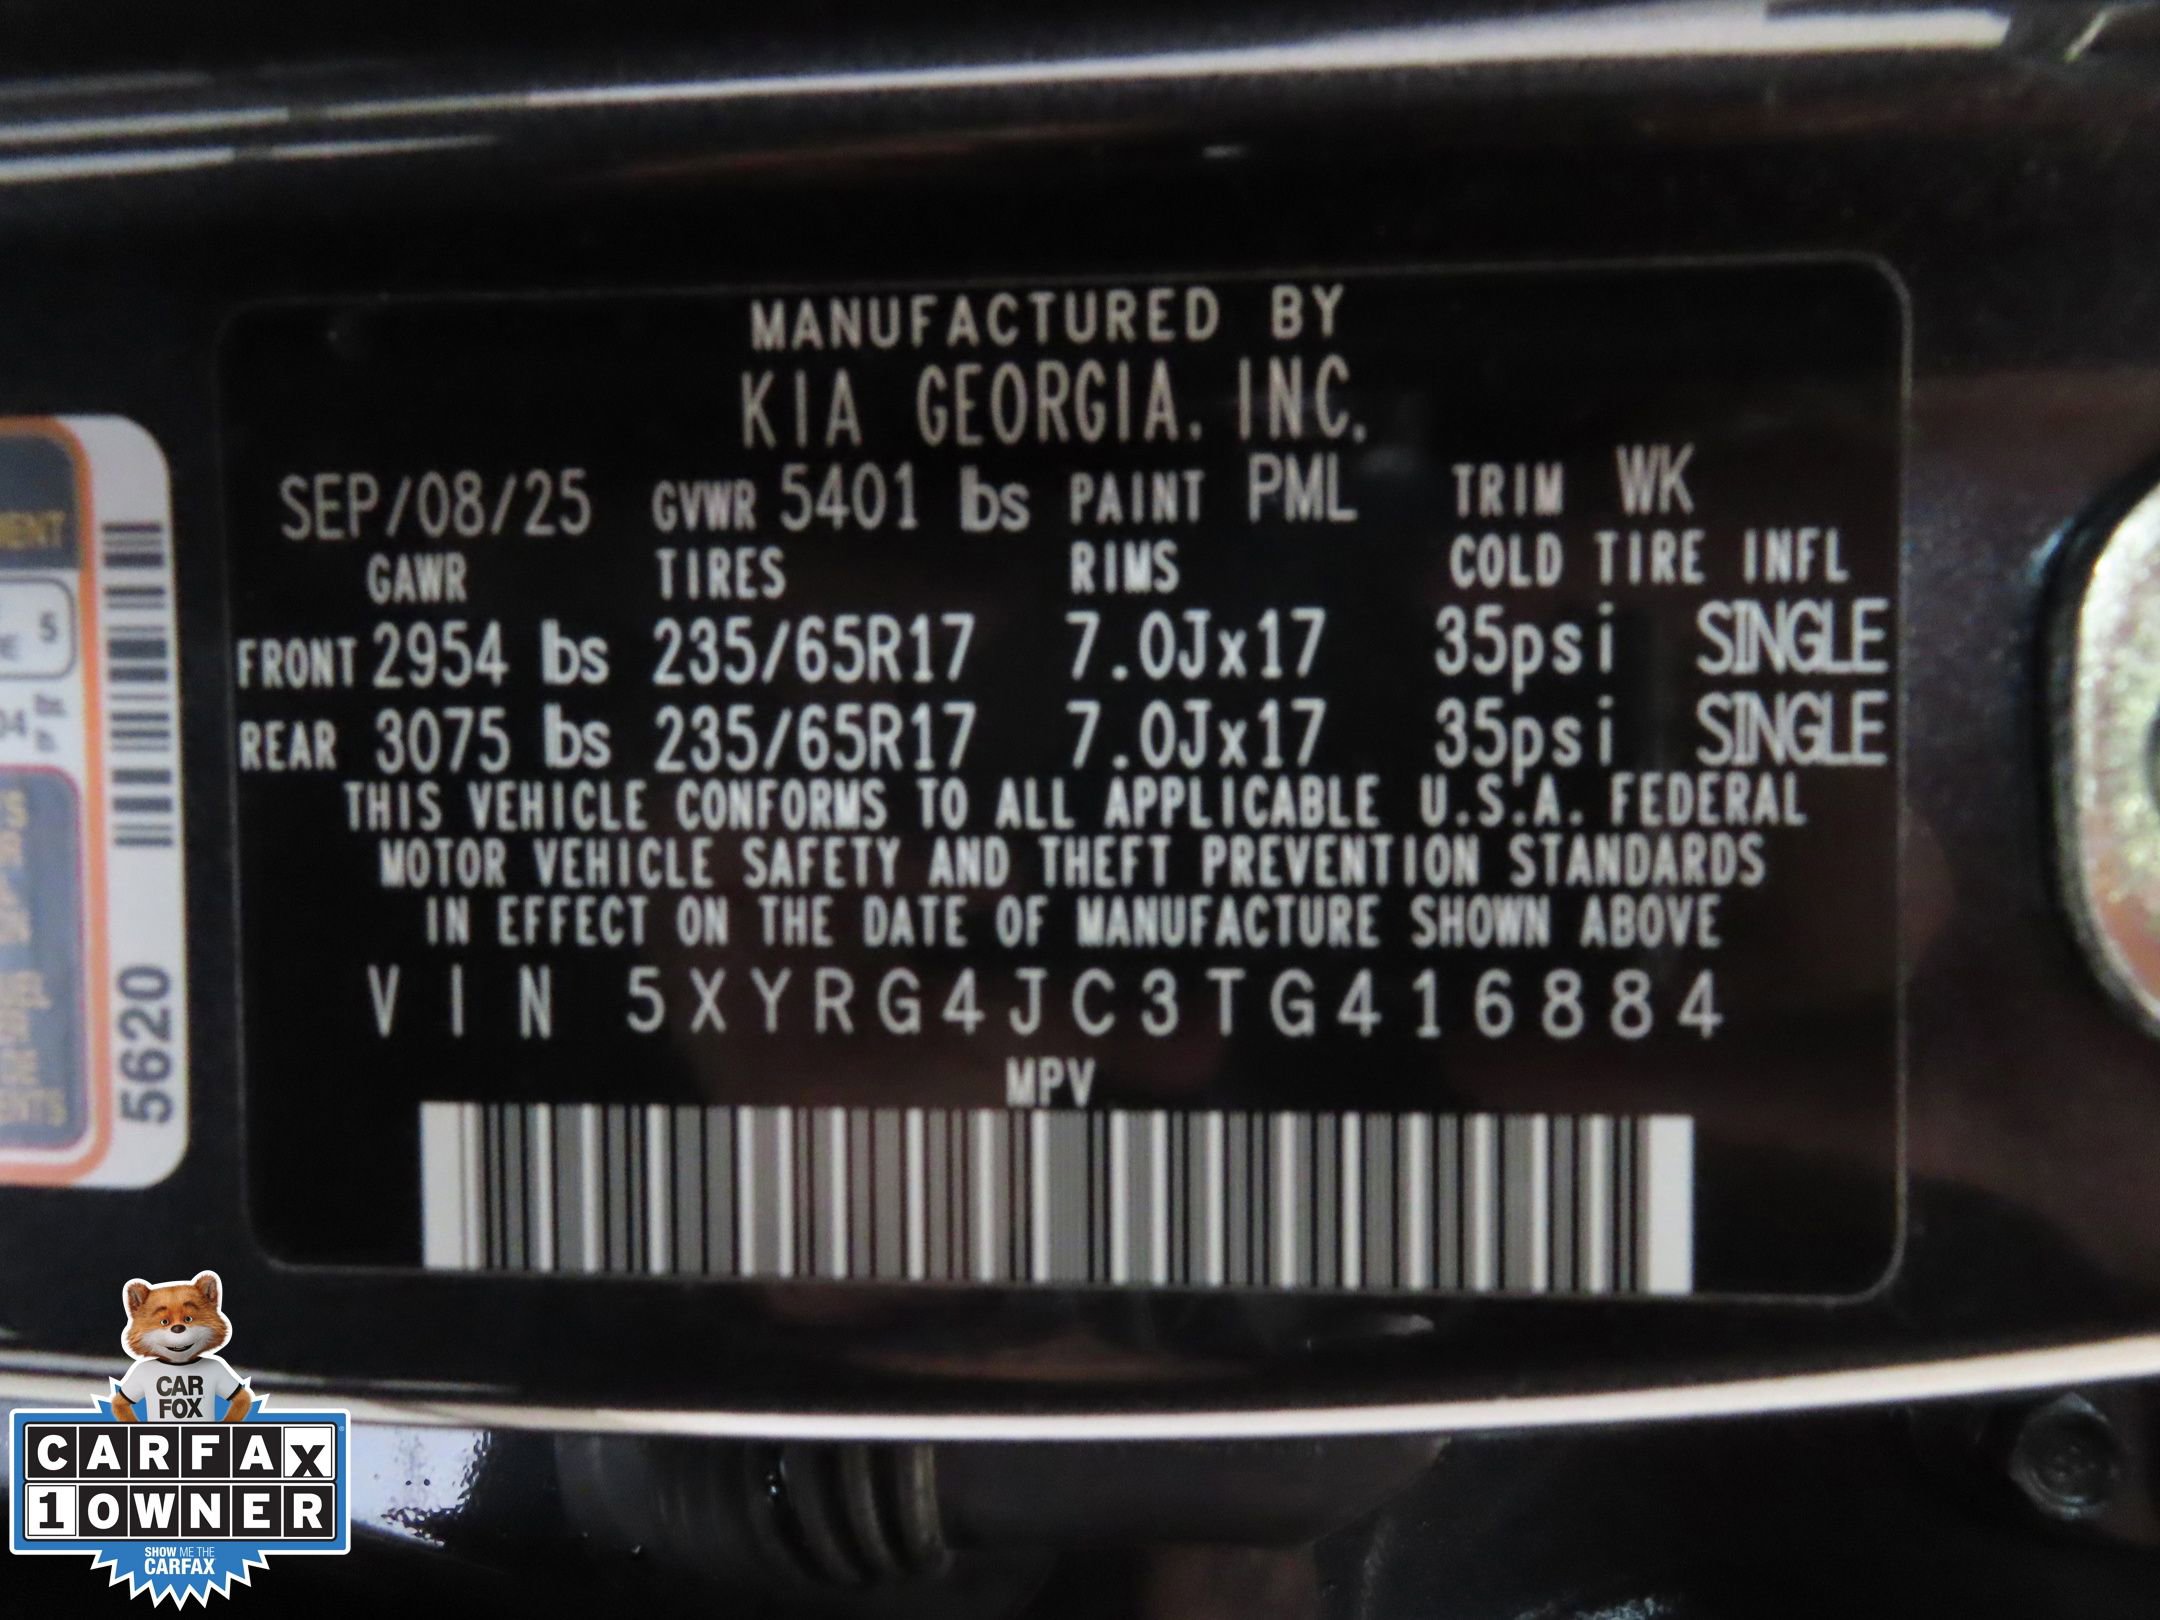 MANUFACTURED BY
KIA GEORGIA. INC.
SEP/08/25 GVWR 5401 lbs PAINT PML TRIM WK
GAWR TIRES RIMS COLD TIRE INFL
FRONT 2954 lbs 235/65R17 7.0Jx17 35psi SINGLE
REAR 3075 lbs 235/65R17 7.0Jx17 35psi SINGLE
THIS VEHICLE CONFORMS TO ALL APPLICABLE U.S.A. FEDERAL
MOTOR VEHICLE SAFETY AND THEFT PREVENTION STANDARDS
IN EFFECT ON THE DATE OF MANUFACTURE SHOWN ABOVE
VIN 5XYRG4JC3TG416884
MPV
5620
5
CAR
FOX
CARFAX
1 OWNER
SHOW ME THE
CARFAX